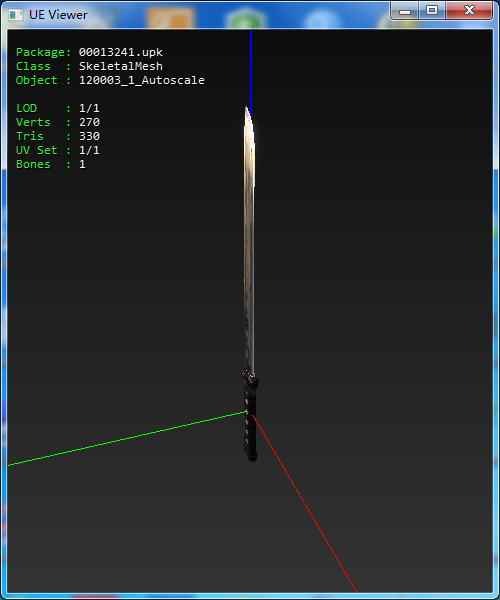 UE Viewer
Package: 00013241.upk
Class : SkeletalMesh
Object : 120003_1_Autoscale
LOD : 1/1
Verts : 270
Tris : 330
UV Set : 1/1
Bones : 1